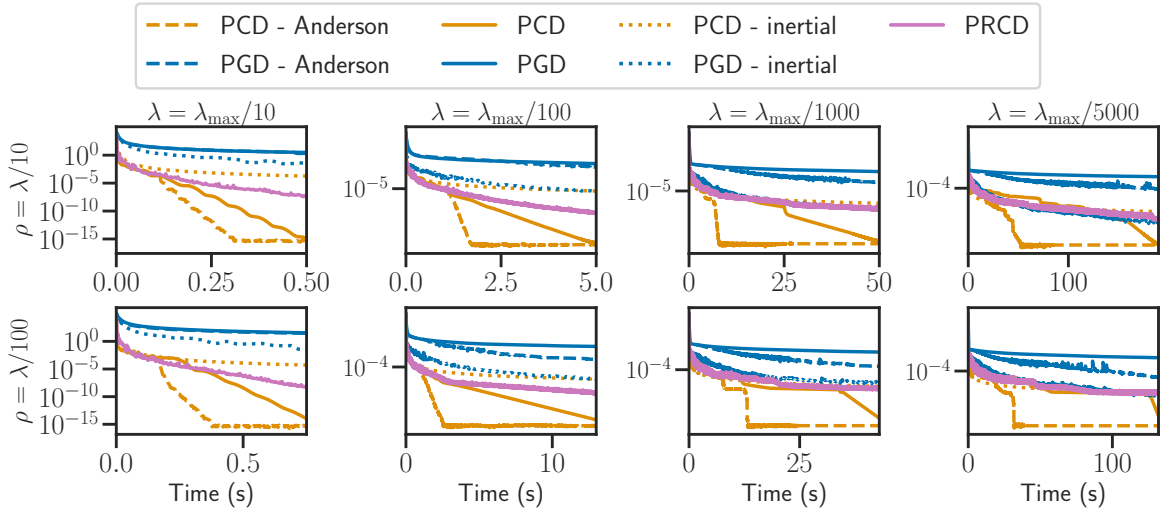 PCD - Anderson PCD PCD - inertial PRCD
PGD - Anderson PGD PGD - inertial
λ = λ_max/10 λ = λ_max/100 λ = λ_max/1000 λ = λ_max/5000
ρ = λ/10
10^0
10^−5
10^−10
10^−15
10^−5
10^−5
10^−4
0.00 0.25 0.50 0.0 2.5 5.0 0 25 50 0 100
ρ = λ/100
10^0
10^−5
10^−10
10^−15
10^−4
10^−4
10^−4
0.0 0.5 0 10 0 25 0 100
Time (s) Time (s) Time (s) Time (s)